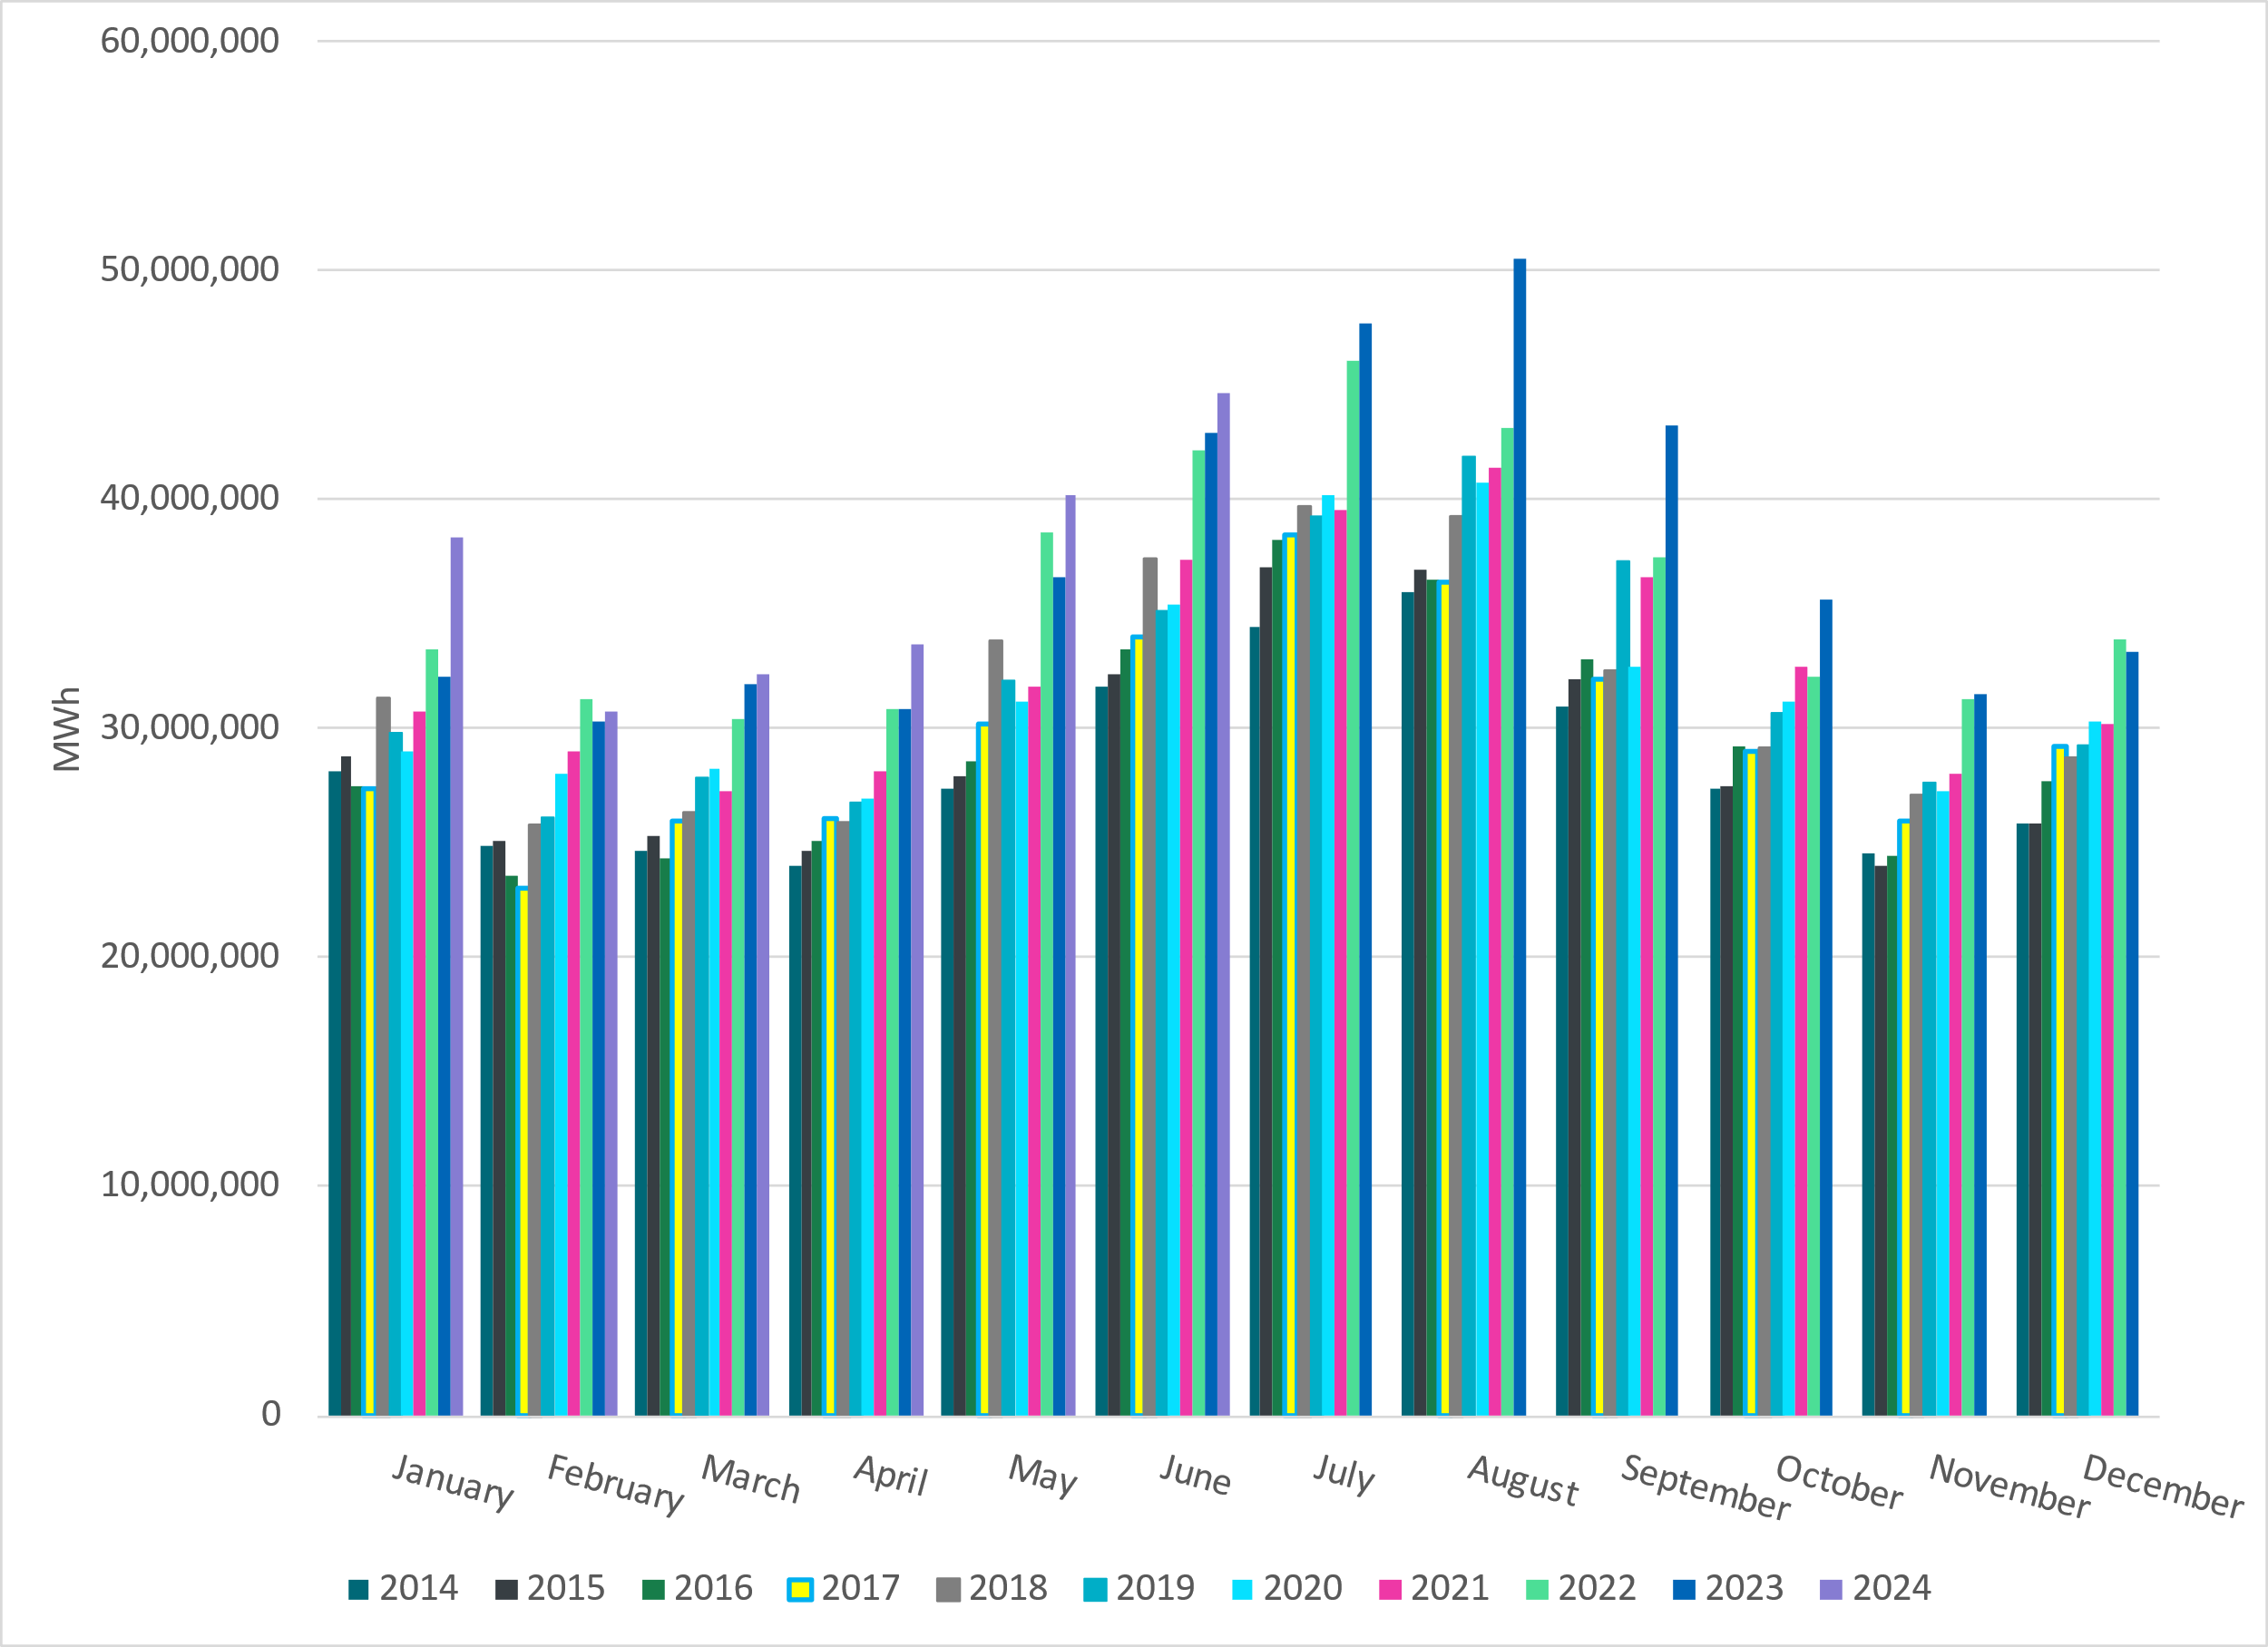 60,000,000
50,000,000
40,000,000
30,000,000
20,000,000
10,000,000
0
MWh
January February March April May June July August September October November December
2014 2015 2016 2017 2018 2019 2020 2021 2022 2023 2024